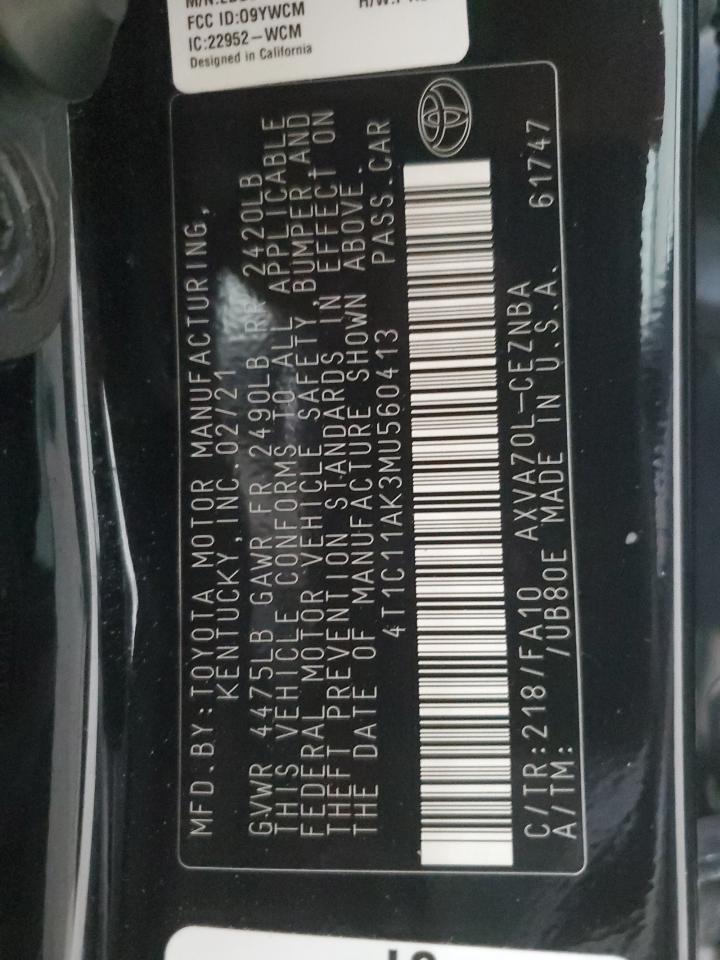 FCC ID:O9YWCM
IC:22952-WCM
Designed in California
MFD.BY:TOYOTA MOTOR MANUFACTURING,
KENTUCKY,INC 02/21
GVWR 4475LB GAWR FR 2490LB RR 2420LB
THIS VEHICLE CONFORMS TO ALL APPLICABLE
FEDERAL MOTOR VEHICLE SAFETY,BUMPER,AND
THEFT PREVENTION STANDARDS IN EFFECT ON
THE DATE OF MANUFACTURE SHOWN ABOVE.
4T1C11AK3MU560413 PASS.CAR
C/TR:218/FA10 AXVA70L-CEZNBA
A/TM: /UB80E MADE IN U.S.A. 61747